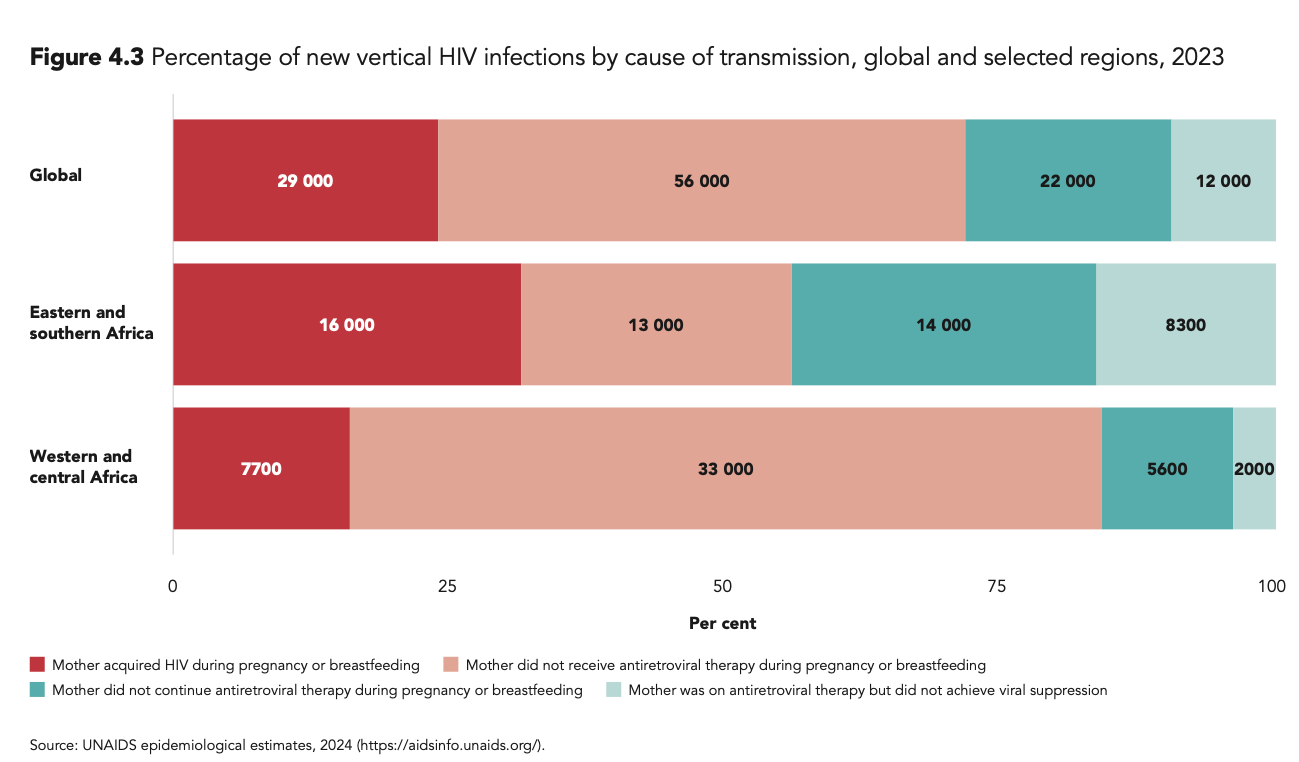 Figure 4.3 Percentage of new vertical HIV infections by cause of transmission, global and selected regions, 2023
Global
29 000
56 000
22 000
12 000
Eastern and
southern Africa
16 000
13 000
14 000
8300
Western and
central Africa
7700
33 000
5600
2000
0
25
50
75
100
Per cent
Mother acquired HIV during pregnancy or breastfeeding
Mother did not receive antiretroviral therapy during pregnancy or breastfeeding
Mother did not continue antiretroviral therapy during pregnancy or breastfeeding
Mother was on antiretroviral therapy but did not achieve viral suppression
Source: UNAIDS epidemiological estimates, 2024 (https://aidsinfo.unaids.org/).